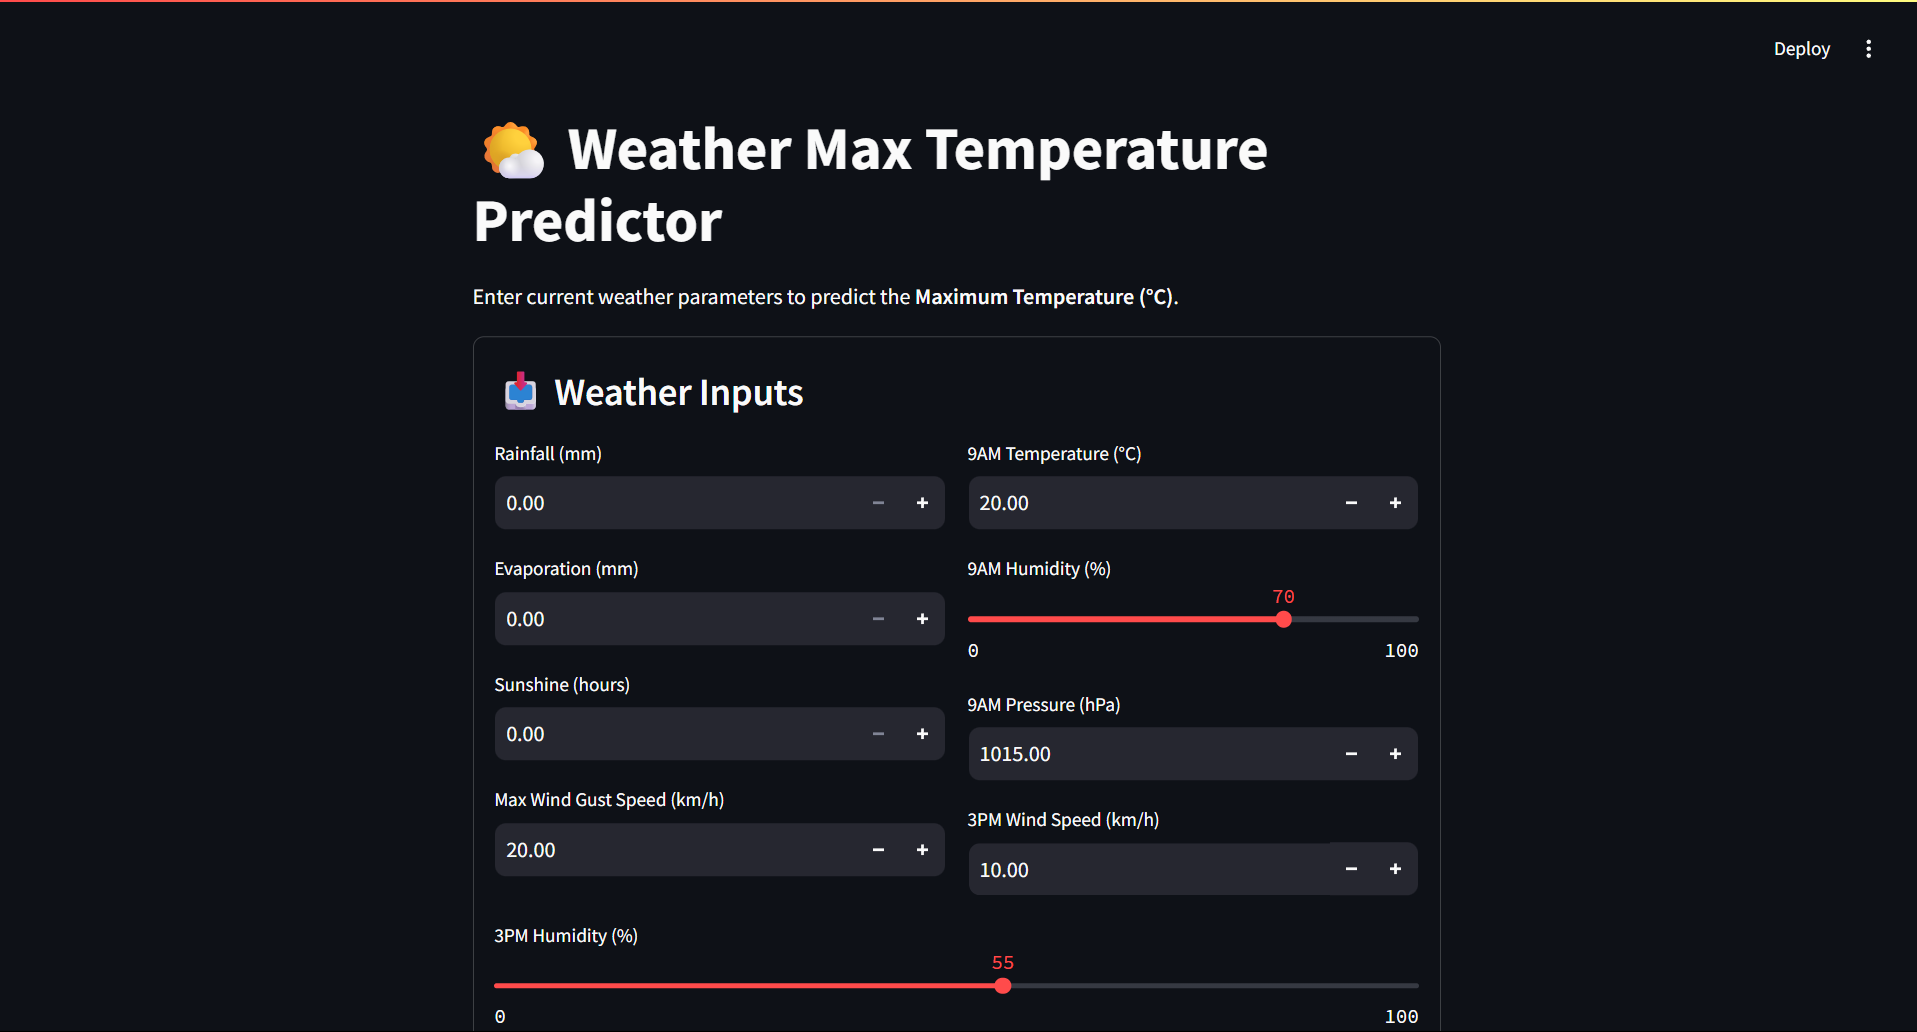 Deploy
Weather Max Temperature
Predictor
Enter current weather parameters to predict the Maximum Temperature (°C).
Weather Inputs
Rainfall (mm)
0.00
Evaporation (mm)
0.00
Sunshine (hours)
0.00
Max Wind Gust Speed (km/h)
20.00
9AM Temperature (°C)
20.00
9AM Humidity (%)
70
0 100
9AM Pressure (hPa)
1015.00
3PM Wind Speed (km/h)
10.00
3PM Humidity (%)
55
0 100